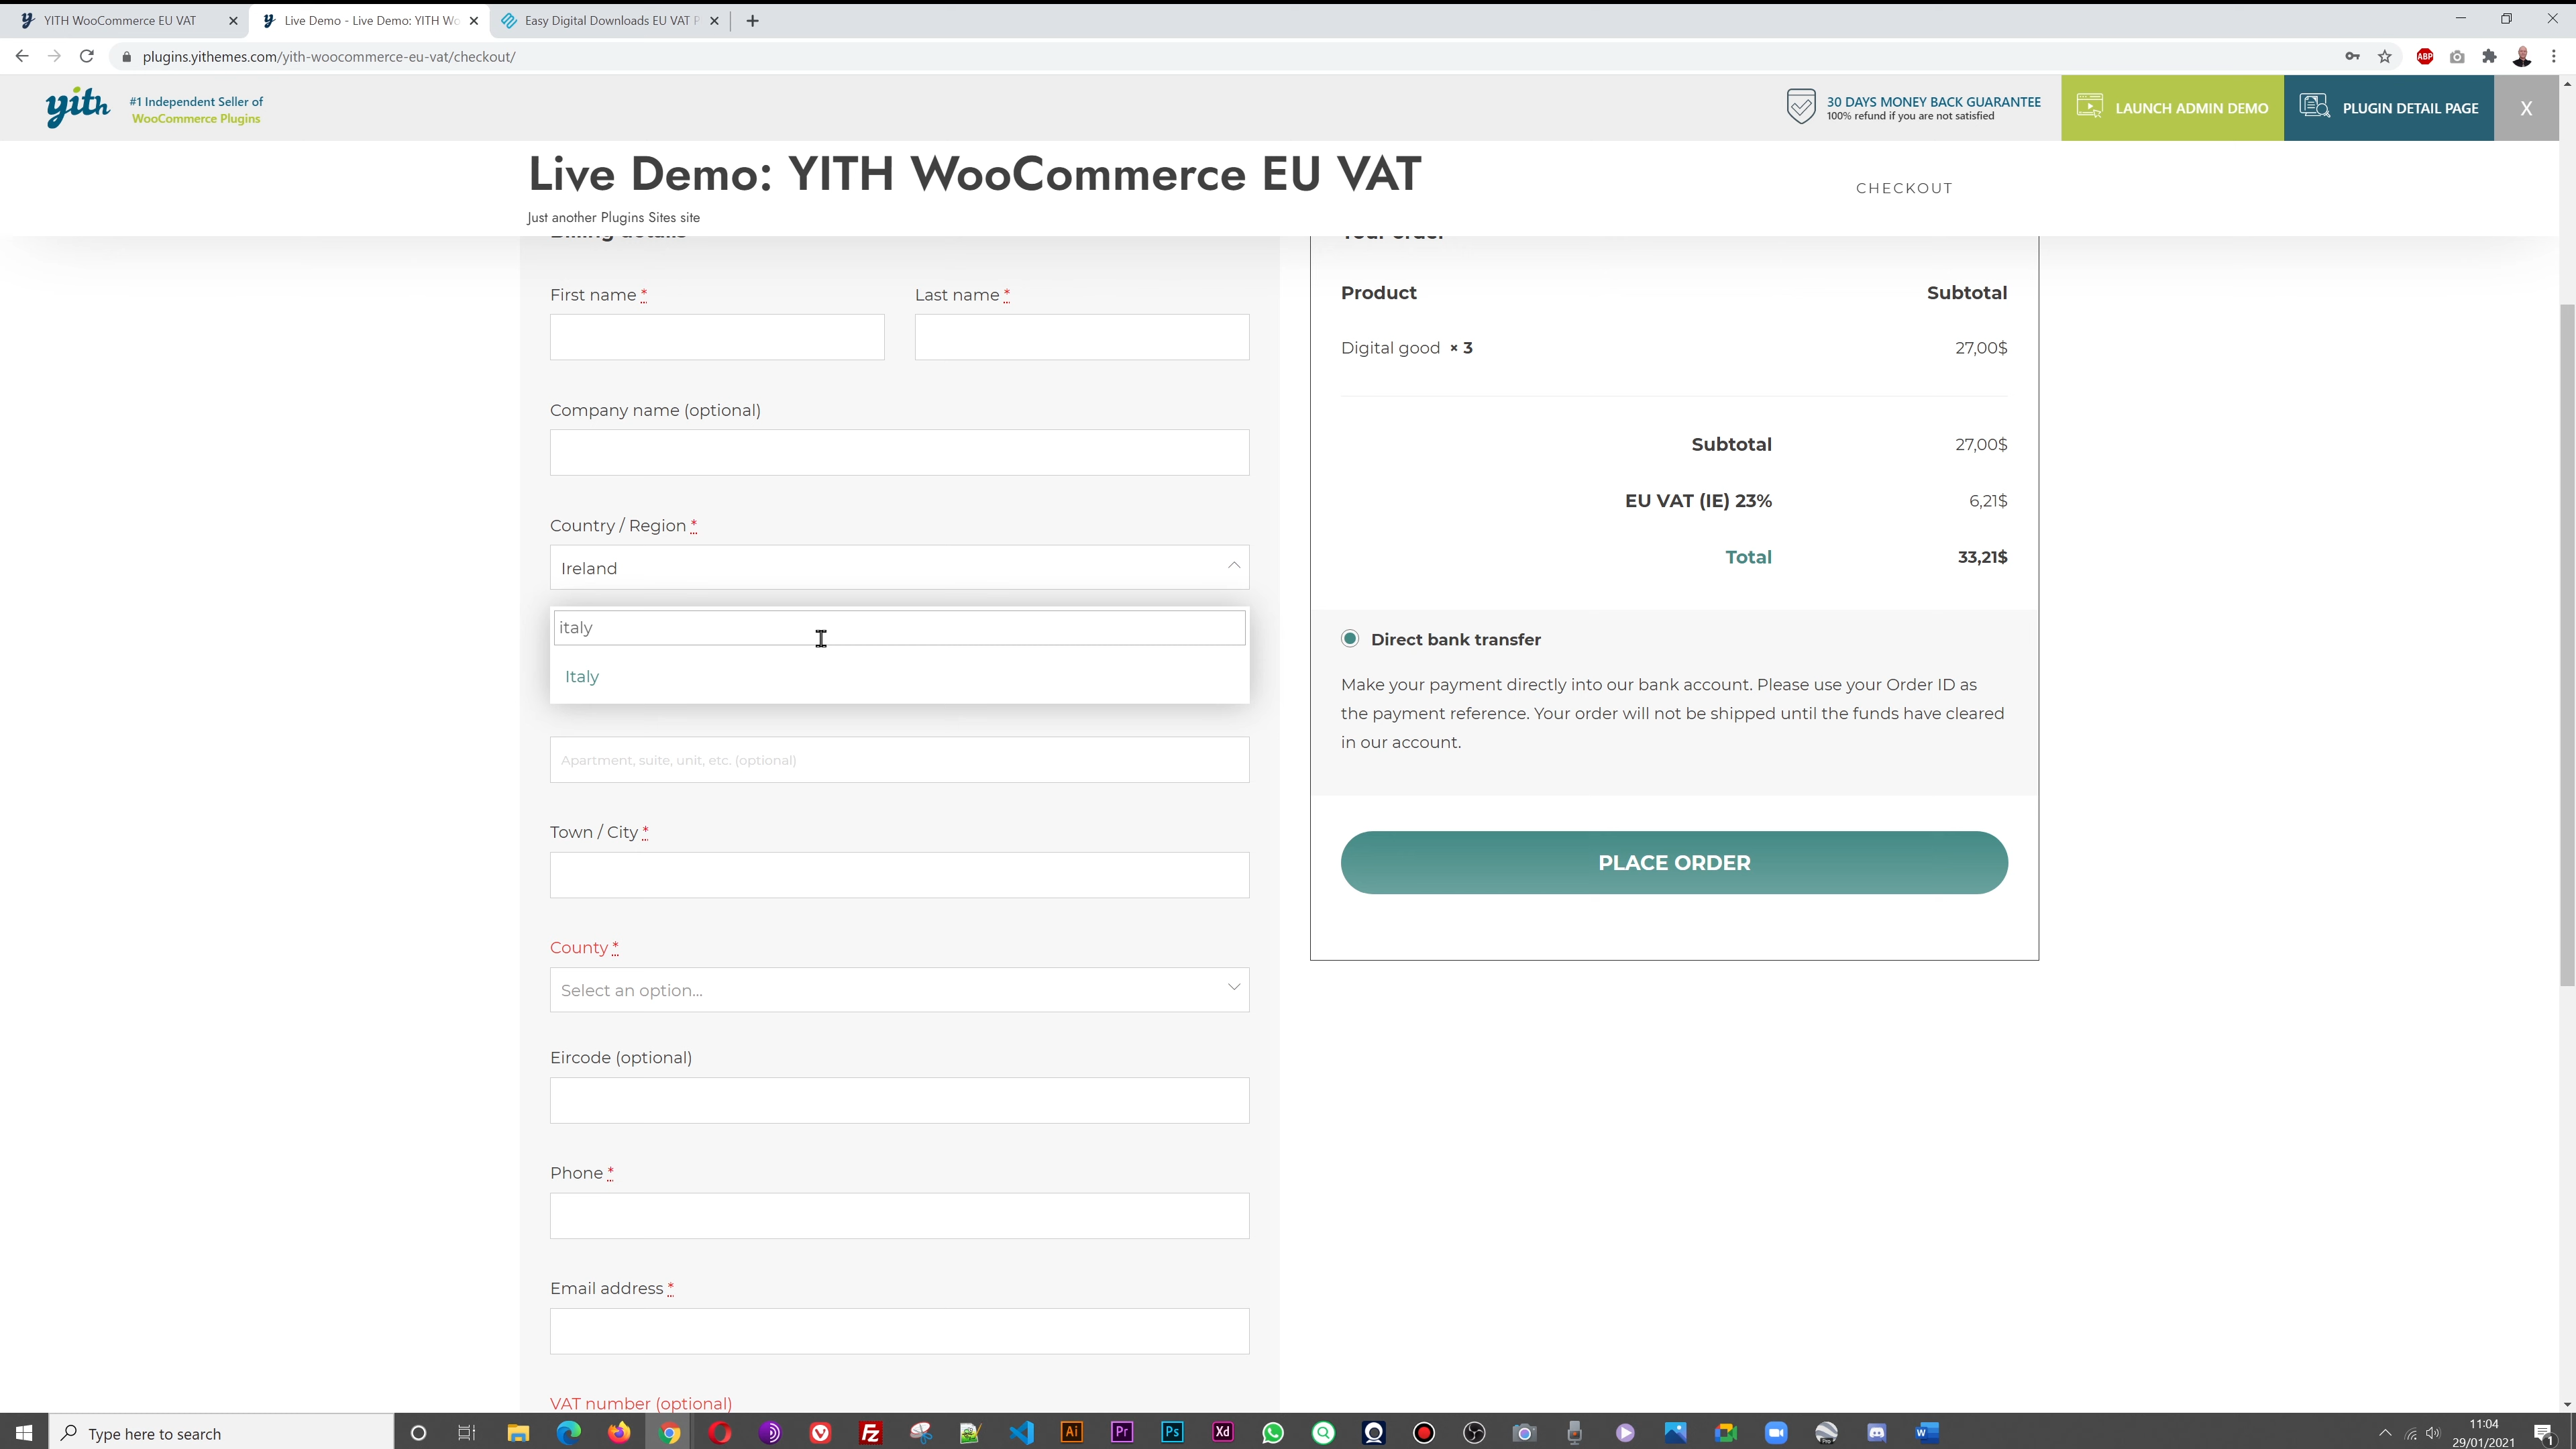 YITH WooCommerce EU VAT
Live Demo - Live Demo: YITH Wo
Easy Digital Downloads EU VAT P
plugins.yithemes.com/yith-woocommerce-eu-vat/checkout/
ABP
yith
#1 Independent Seller of
WooCommerce Plugins
30 DAYS MONEY BACK GUARANTEE
100% refund if you are not satisfied
LAUNCH ADMIN DEMO
PLUGIN DETAIL PAGE
X
Live Demo: YITH WooCommerce EU VAT
Just another Plugins Sites site
CHECKOUT
First name *
Last name *
Company name (optional)
Country / Region *
Ireland
italy
Italy
Apartment, suite, unit, etc. (optional)
Town / City *
County *
Select an option...
Eircode (optional)
Phone *
Email address *
VAT number (optional)
Product
Subtotal
Digital good × 3
27,00$
Subtotal
27,00$
EU VAT (IE) 23%
6,21$
Total
33,21$
Direct bank transfer
Make your payment directly into our bank account. Please use your Order ID as
the payment reference. Your order will not be shipped until the funds have cleared
in our account.
PLACE ORDER
Type here to search
Fz
Ai
Pr
Ps
Xd
11:04
29/01/2021
1